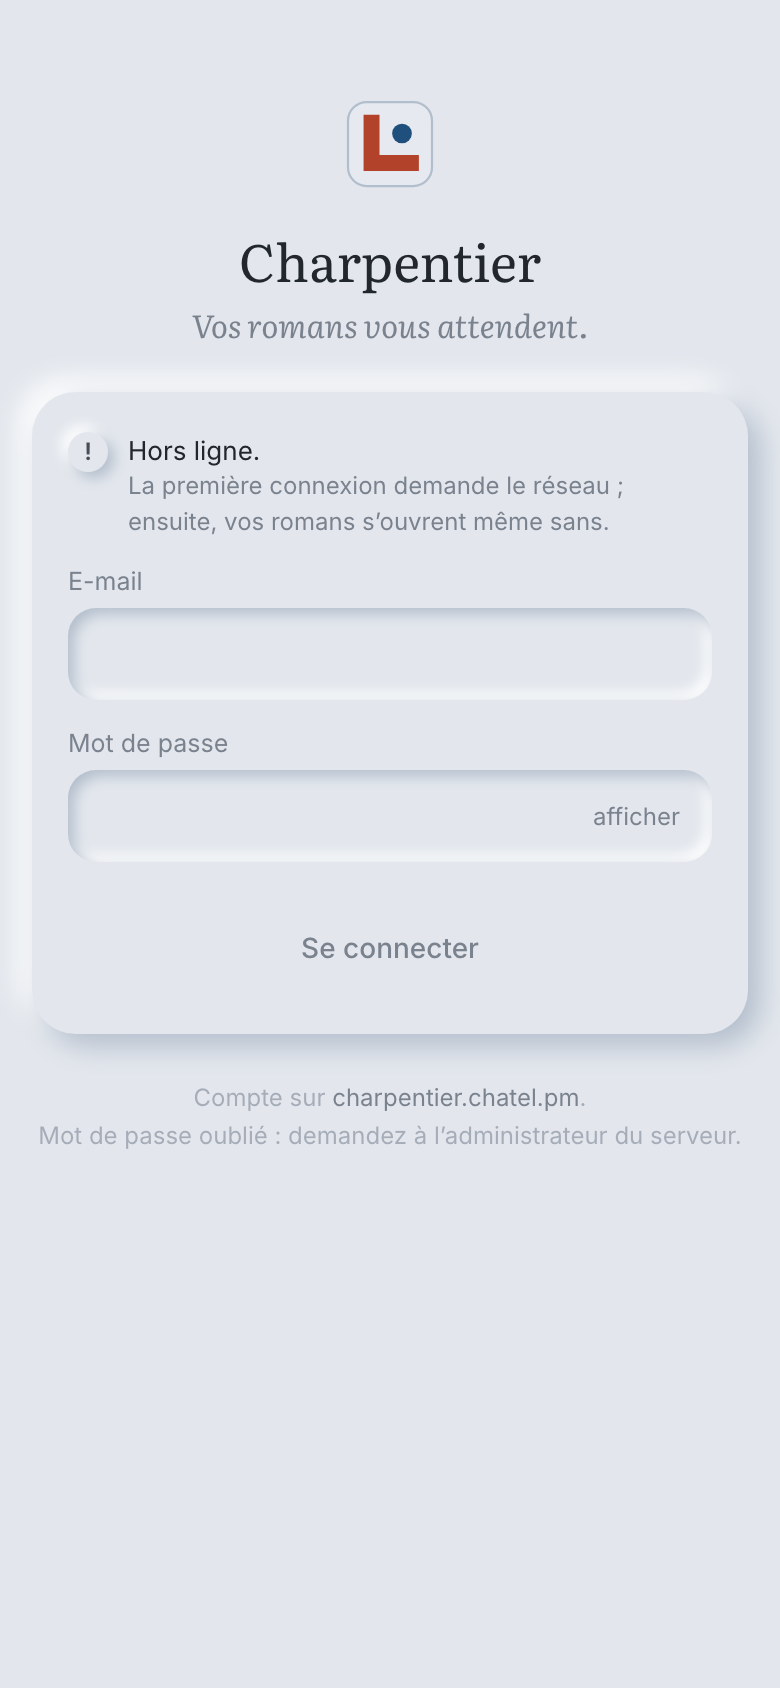 Charpentier
Vos romans vous attendent.
! Hors ligne.
La première connexion demande le réseau ;
ensuite, vos romans s’ouvrent même sans.
E-mail
Mot de passe
afficher
Se connecter
Compte sur charpentier.chatel.pm.
Mot de passe oublié : demandez à l’administrateur du serveur.